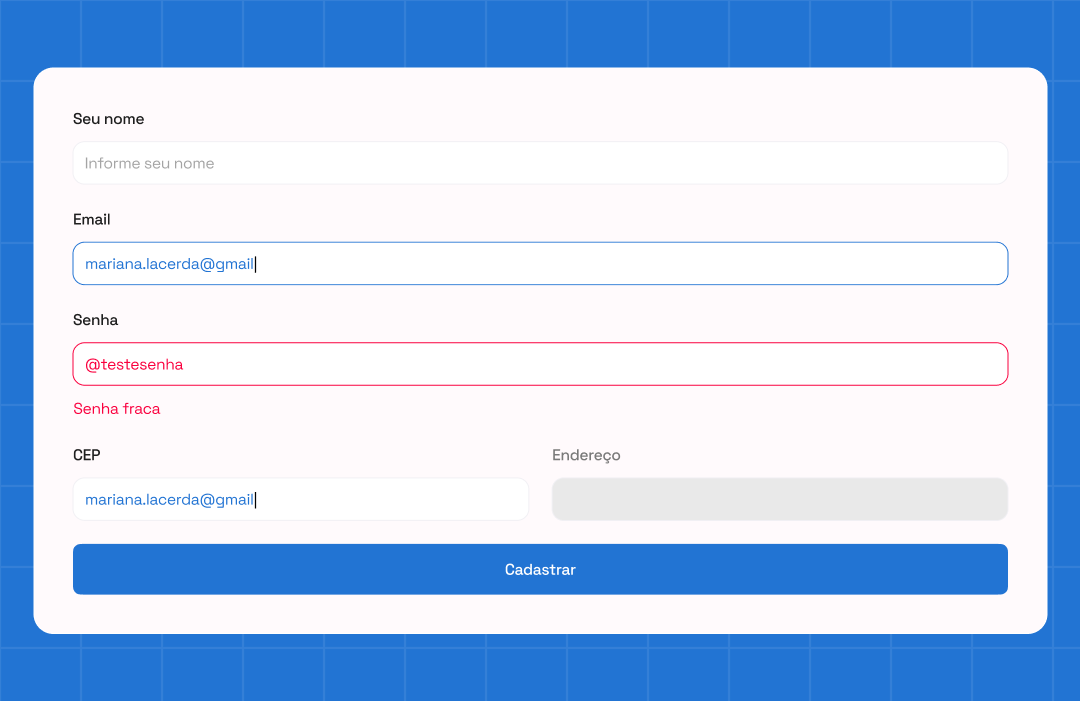 Seu nome
Informe seu nome
Email
mariana.lacerda@gmail
Senha
@testesenha
Senha fraca
CEP
Endereço
mariana.lacerda@gmail
Cadastrar